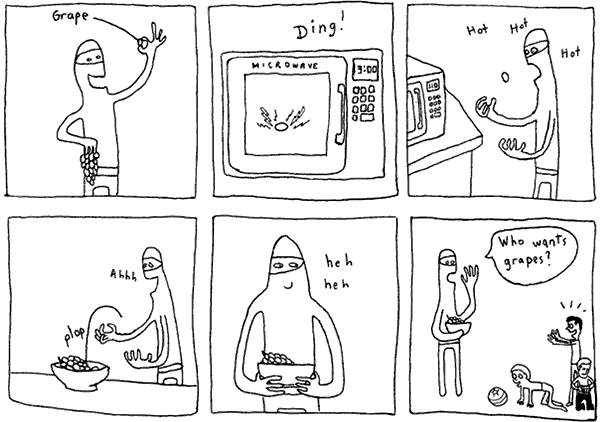 Grape
Ding!
MICROWAVE
3:00
Hot Hot
Hot
Ahhh
plop
heh
heh
Who wants
grapes?